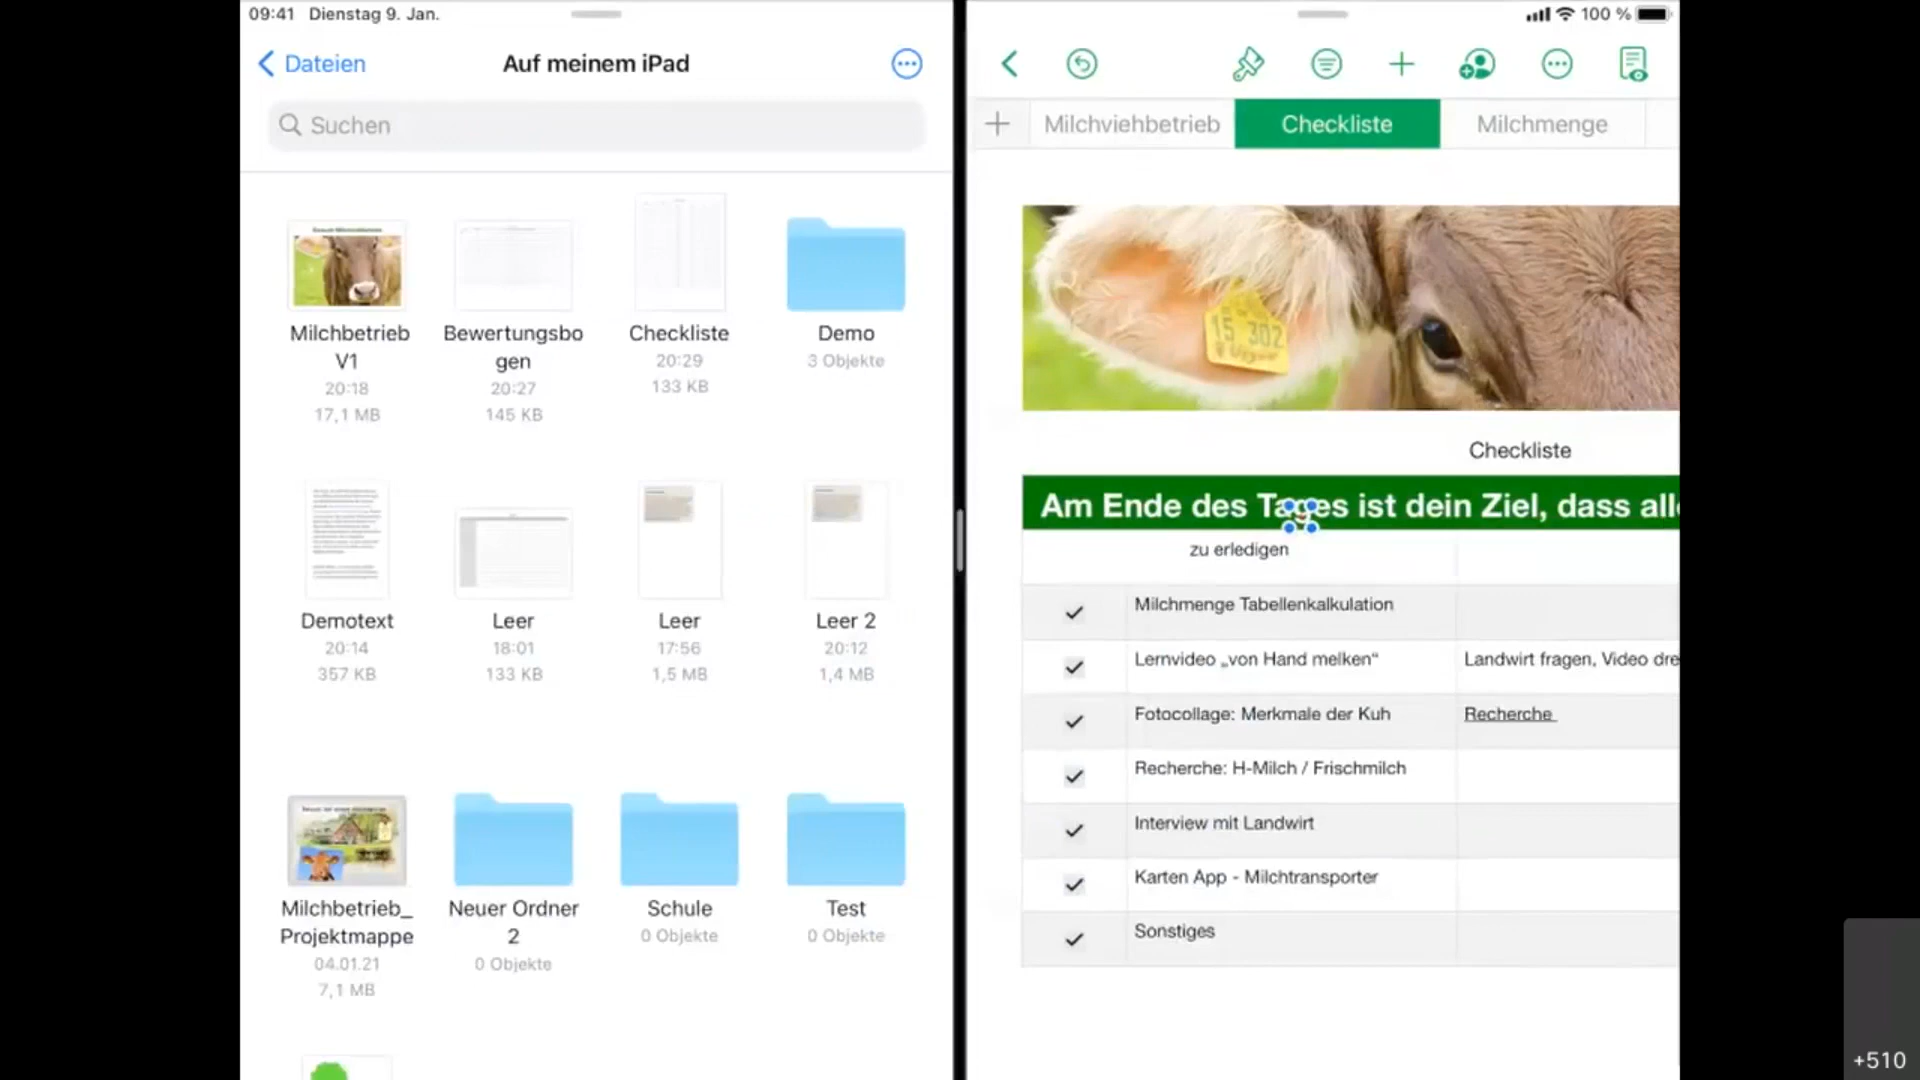 09:41 Dienstag 9. Jan.
100 %
Dateien
Auf meinem iPad
Suchen
Milchbetrieb
V1
20:18
17,1 MB
Bewertungsbo
gen
20:27
145 KB
Checkliste
20:29
133 KB
Demo
3 Objekte
Demotext
20:14
357 KB
Leer
18:01
133 KB
Leer
17:56
1,5 MB
Leer 2
20:12
1,4 MB
Milchbetrieb_
Projektmappe
04.01.21
7,1 MB
Neuer Ordner
2
0 Objekte
Schule
0 Objekte
Test
0 Objekte
Milchviehbetrieb
Checkliste
Milchmenge
15 302
Checkliste
Am Ende des Tages ist dein Ziel, dass alle
zu erledigen
Milchmenge Tabellenkalkulation
Lernvideo „von Hand melken“ Landwirt fragen, Video dre
Fotocollage: Merkmale der Kuh Recherche
Recherche: H-Milch / Frischmilch
Interview mit Landwirt
Karten App - Milchtransporter
Sonstiges
+510